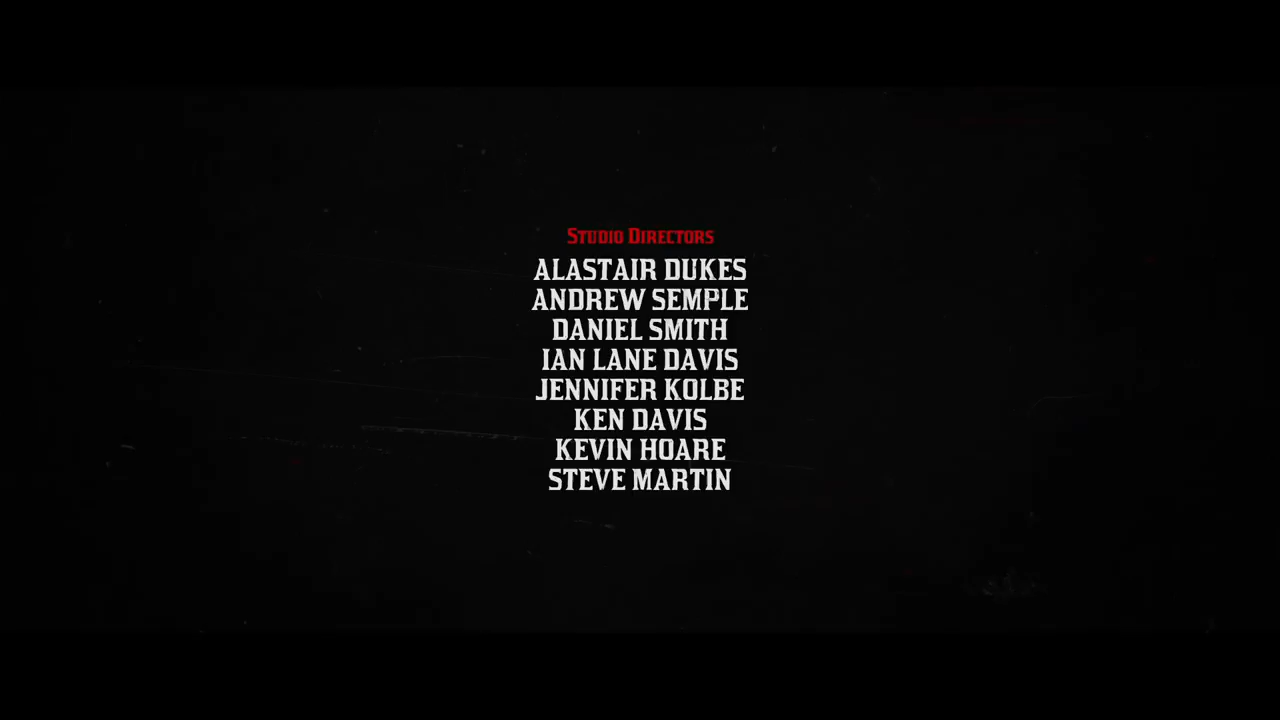 Studio Directors
ALASTAIR DUKES
ANDREW SEMPLE
DANIEL SMITH
IAN LANE DAVIS
JENNIFER KOLBE
KEN DAVIS
KEVIN HOARE
STEVE MARTIN